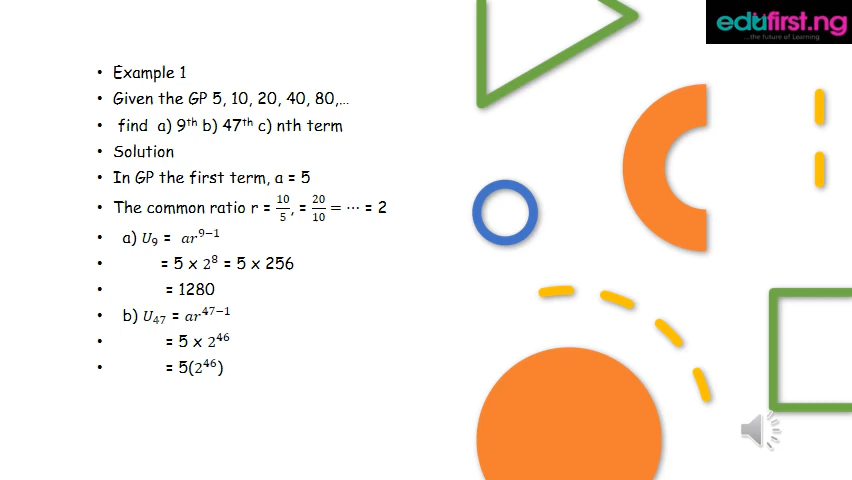 edufirst.ng
...the future of Learning
• Example 1
• Given the GP 5, 10, 20, 40, 80,...
• find a) 9ᵗʰ b) 47ᵗʰ c) nth term
• Solution
• In GP the first term, a = 5
• The common ratio r = 10/5, = 20/10 = ⋯ = 2
• a) U₉ = ar⁹⁻¹
• = 5 x 2⁸ = 5 x 256
• = 1280
• b) U₄₇ = ar⁴⁷⁻¹
• = 5 x 2⁴⁶
• = 5(2⁴⁶)